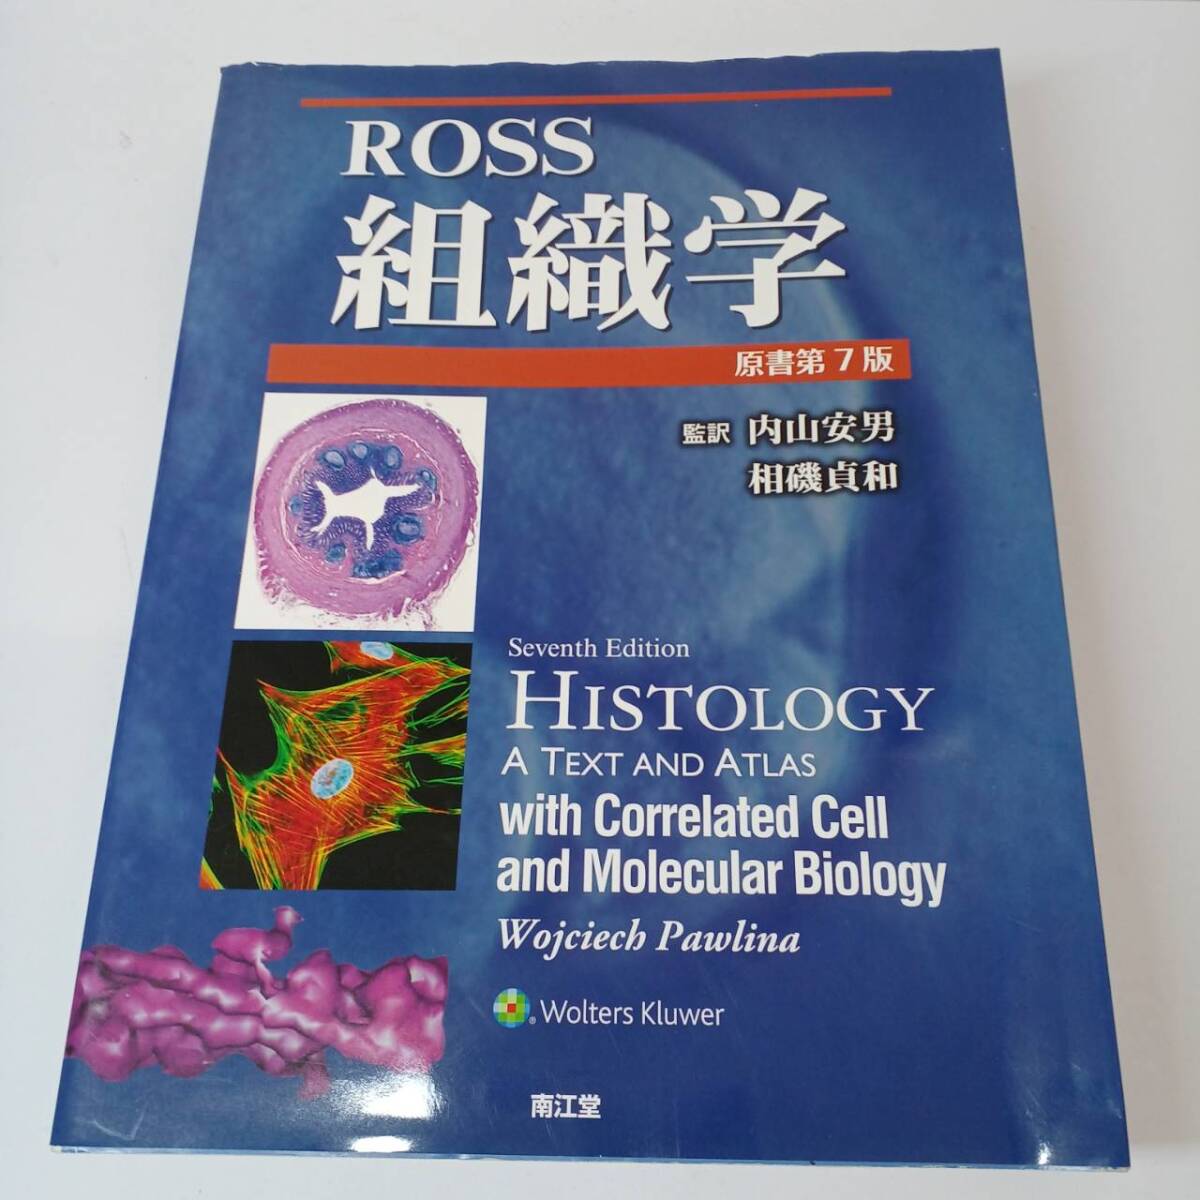 ROSS
組織学
原書第7版
監訳 内山安男
相磯貞和
Seventh Edition
HISTOLOGY
A TEXT AND ATLAS
with Correlated Cell
and Molecular Biology
Wojciech Pawlina
Wolters Kluwer
南江堂